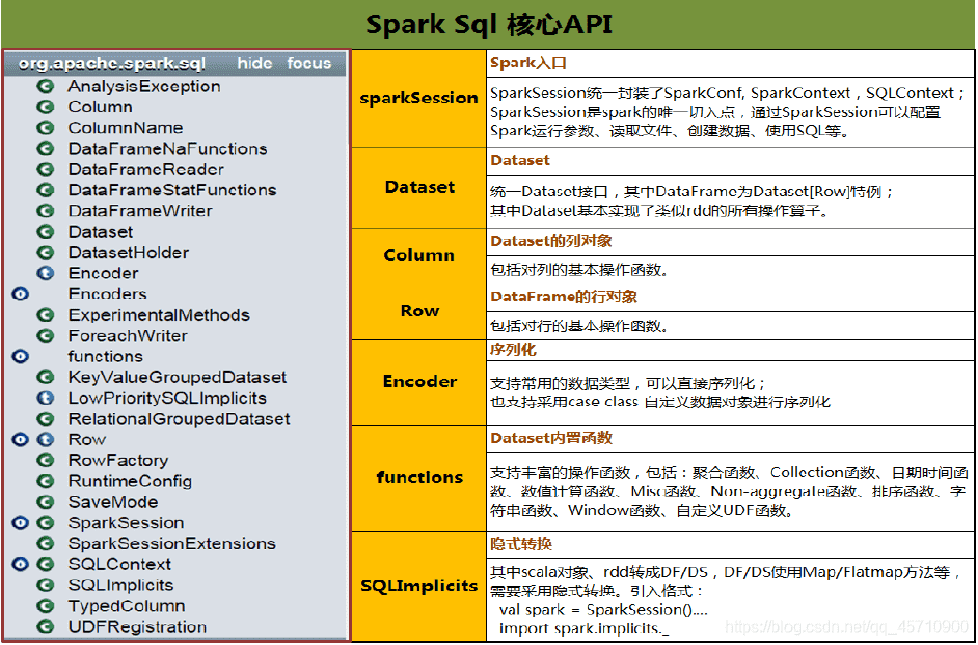 Spark Sql 核心API
org.apache.spark.sql hide focus
AnalysisException
Column
ColumnName
DataFrameNaFunctions
DataFrameReader
DataFrameStatFunctions
DataFrameWriter
Dataset
DatasetHolder
Encoder
Encoders
ExperimentalMethods
ForeachWriter
functions
KeyValueGroupedDataset
LowPrioritySQLImplicits
RelationalGroupedDataset
Row
RowFactory
RuntimeConfig
SaveMode
SparkSession
SparkSessionExtensions
SQLContext
SQLImplicits
TypedColumn
UDFRegistration
sparkSession
Spark入口
SparkSession统一封装了SparkConf, SparkContext，SQLContext；
SparkSession是spark的唯一切入点，通过SparkSession可以配置
Spark运行参数、读取文件、创建数据、使用SQL等。
Dataset
Dataset
统一Dataset接口，其中DataFrame为Dataset[Row]特例；
其中Dataset基本实现了类似rdd的所有操作算子。
Column
Dataset的列对象
包括对列的基本操作函数。
Row
DataFrame的行对象
包括对行的基本操作函数。
Encoder
序列化
支持常用的数据类型，可以直接序列化；
也支持采用case class 自定义数据对象进行序列化
functions
Dataset内置函数
支持丰富的操作函数，包括：聚合函数、Collection函数、日期时间函
数、数值计算函数、Misc函数、Non-aggregate函数、排序函数、字
符串函数、Window函数、自定义UDF函数。
SQLImplicits
隐式转换
其中scala对象、rdd转成DF/DS，DF/DS使用Map/Flatmap方法等，
需要采用隐式转换。引入格式：
val spark = SparkSession()....
import spark.implicits._
https://blog.csdn.net/qq_45710900